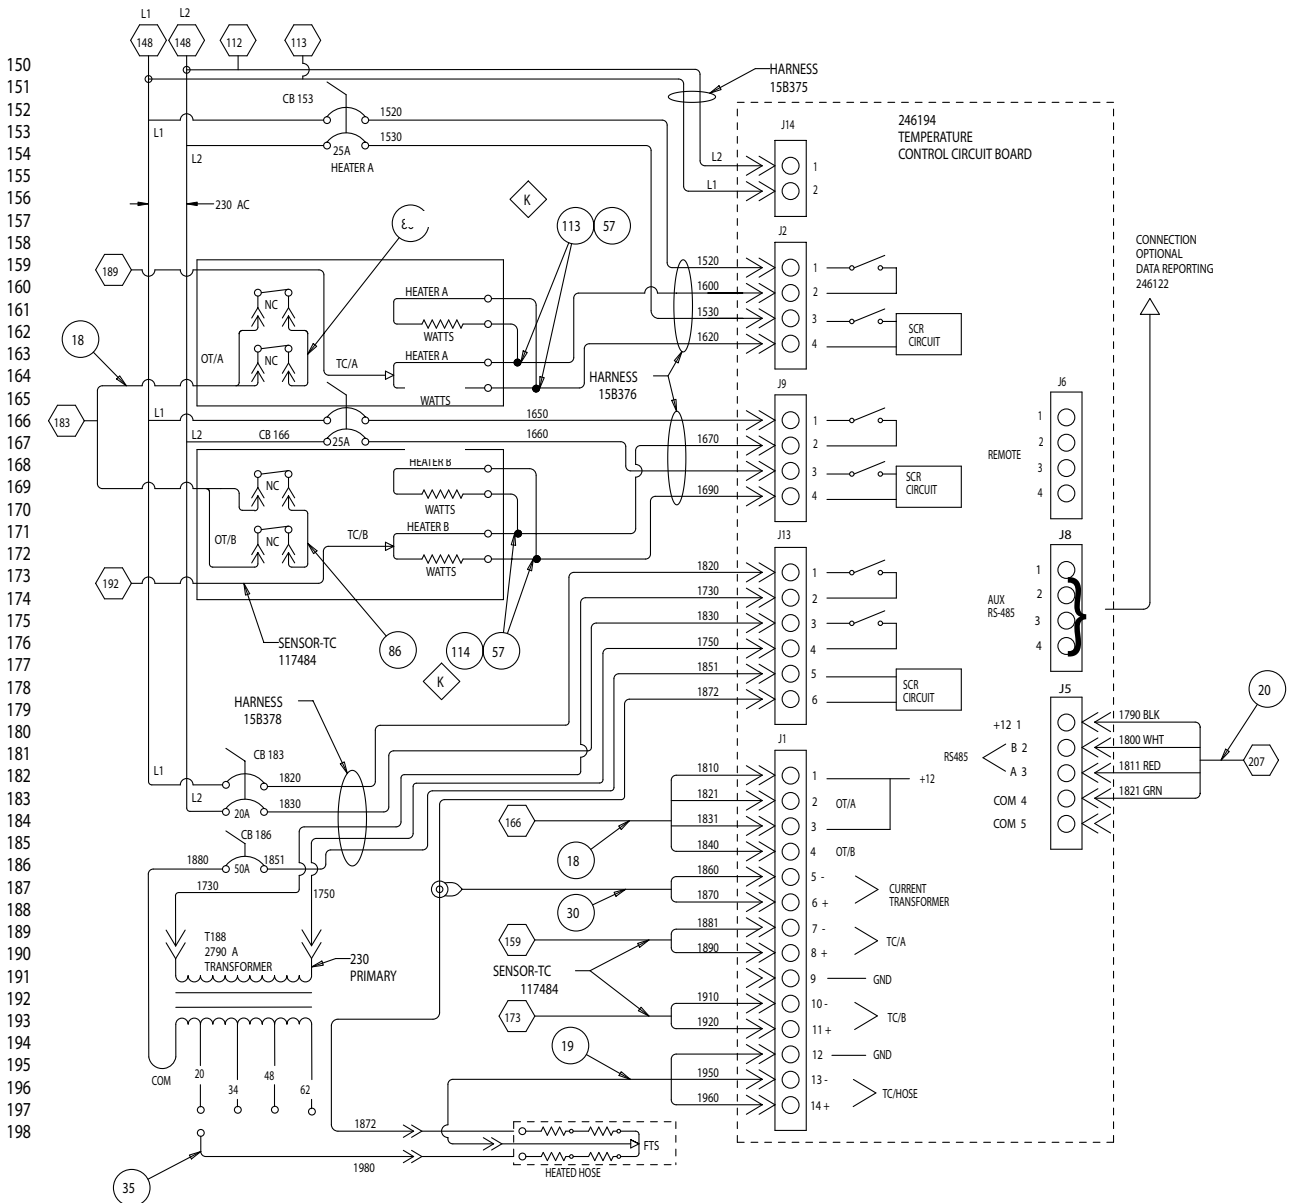 L1
L2
148
148
112
113
150
151
152
153
154
155
156
157
158
159
160
161
162
163
164
165
166
167
168
169
170
171
172
173
174
175
176
177
178
179
180
181
182
183
184
185
186
187
188
189
190
191
192
193
194
195
196
197
198
HARNESS
15B375
CB 153
1520
1530
L1
L2
25A
HEATER A
230 AC
K
113
57
189
18
183
NC
NC
OT/A
TC/A
HEATER A
WATTS
HEATER A
WATTS
HARNESS
15B376
L1
L2
CB 166
25A
1650
1660
NC
NC
OT/B
TC/B
HEATER B
WATTS
HEATER B
WATTS
192
SENSOR-TC
117484
86
114
57
K
HARNESS
15B378
CB 183
L1
L2
20A
1820
1830
CB 186
50A
1880
1851
1730
1750
T188
2790 A
TRANSFORMER
230
PRIMARY
COM
20
34
48
62
35
1872
1980
FTS
HEATED HOSE
246194
TEMPERATURE
CONTROL CIRCUIT BOARD
J14
L2
1
L1
2
J2
1520
1
1600
2
1530
3
1620
4
SCR
CIRCUIT
J9
1
1670
2
3
1690
4
SCR
CIRCUIT
J13
1820
1
1730
2
1830
3
1750
4
1851
5
1872
6
SCR
CIRCUIT
J1
1810
1
+12
1821
2
OT/A
1831
3
1840
4
OT/B
1860
5 -
1870
6 +
CURRENT
TRANSFORMER
1881
7 -
1890
8 +
TC/A
9
GND
1910
10 -
1920
11 +
TC/B
12
GND
1950
13 -
1960
14 +
TC/HOSE
166
18
30
159
SENSOR-TC
117484
173
19
CONNECTION
OPTIONAL
DATA REPORTING
246122
J6
REMOTE
1
2
3
4
J8
AUX
RS-485
1
2
3
4
J5
+12 1
RS485
B 2
A 3
COM 4
COM 5
1790 BLK
1800 WHT
1811 RED
1821 GRN
20
207